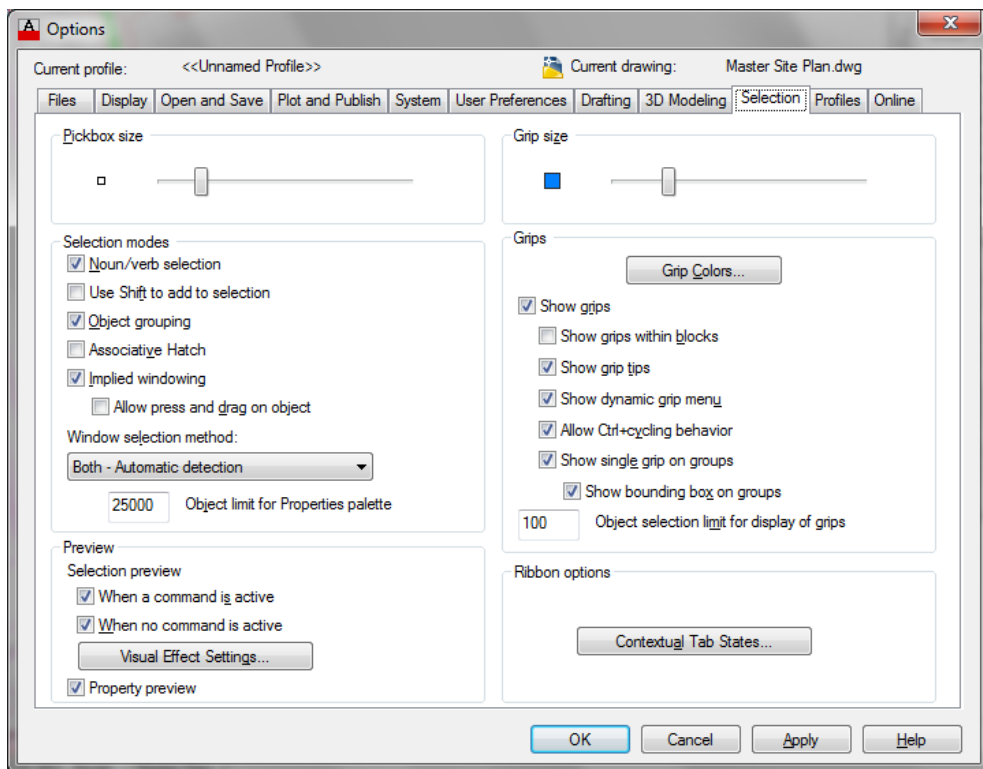 A Options
Current profile: <<Unnamed Profile>> Current drawing: Master Site Plan.dwg
Files Display Open and Save Plot and Publish System User Preferences Drafting 3D Modeling Selection Profiles Online
Pickbox size
Selection modes
Noun/verb selection
Use Shift to add to selection
Object grouping
Associative Hatch
Implied windowing
Allow press and drag on object
Window selection method:
Both - Automatic detection
25000 Object limit for Properties palette
Preview
Selection preview
When a command is active
When no command is active
Visual Effect Settings...
Property preview
Grip size
Grips
Grip Colors...
Show grips
Show grips within blocks
Show grip tips
Show dynamic grip menu
Allow Ctrl+cycling behavior
Show single grip on groups
Show bounding box on groups
100 Object selection limit for display of grips
Ribbon options
Contextual Tab States...
OK Cancel Apply Help